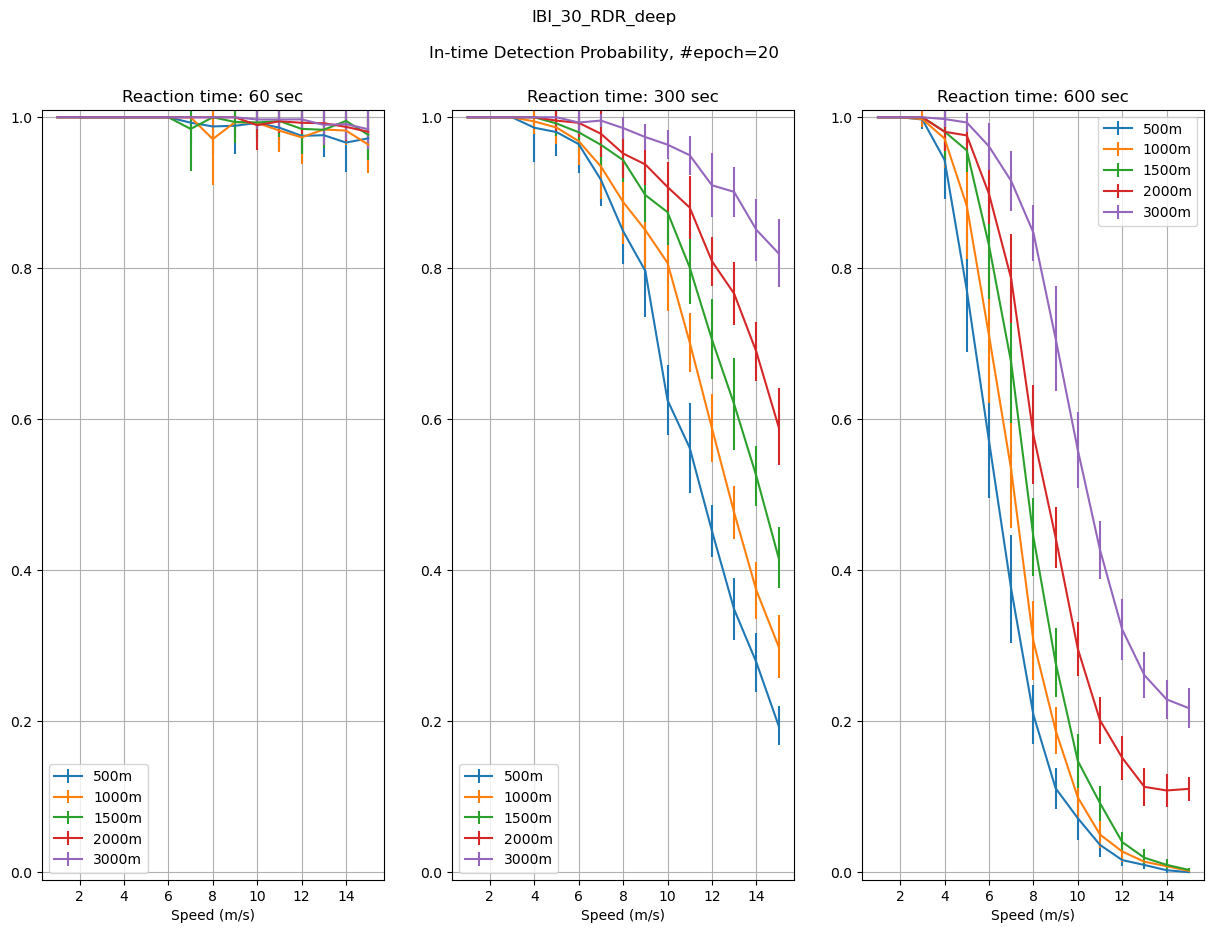 IBI_30_RDR_deep
In-time Detection Probability, #epoch=20
Reaction time: 60 sec
1.0
0.8
0.6
0.4
0.2
0.0
500m
1000m
1500m
2000m
3000m
2 4 6 8 10 12 14
Speed (m/s)
Reaction time: 300 sec
1.0
0.8
0.6
0.4
0.2
0.0
500m
1000m
1500m
2000m
3000m
2 4 6 8 10 12 14
Speed (m/s)
Reaction time: 600 sec
1.0
0.8
0.6
0.4
0.2
0.0
500m
1000m
1500m
2000m
3000m
2 4 6 8 10 12 14
Speed (m/s)